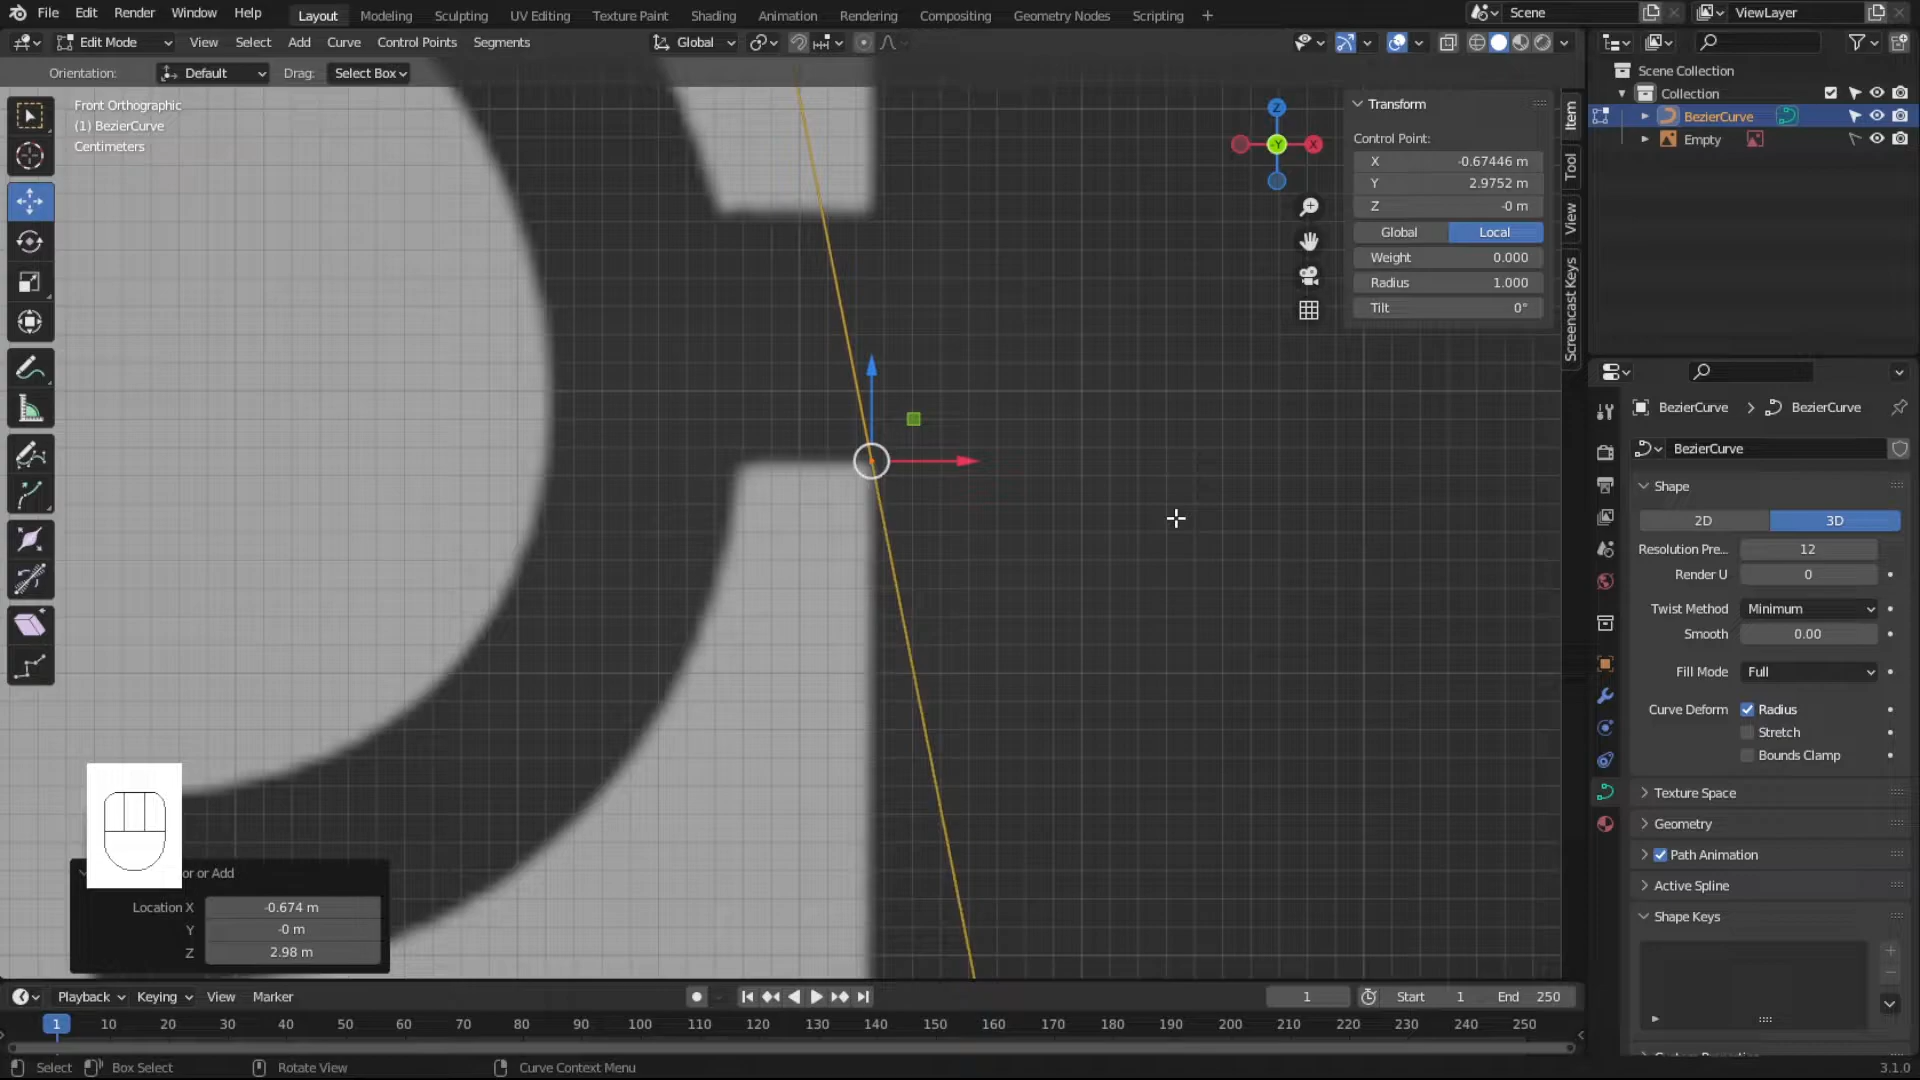 File Edit Render Window Help Layout Modeling Sculpting UV Editing Texture Paint Shading Animation Rendering Compositing Geometry Nodes Scripting + Scene ViewLayer
Edit Mode View Select Add Curve Control Points Segments Global
Orientation: Default Drag: Select Box
Front Orthographic
(1) BezierCurve
Centimeters
Z
-Y
X
Transform
Control Point:
X -0.67446 m
Y 2.9752 m
Z -0 m
Global Local
Weight 0.000
Radius 1.000
Tilt 0°
Item
Tool
View
Screencast Keys
Scene Collection
Collection
BezierCurve
Empty
BezierCurve > BezierCurve
BezierCurve
Shape
2D 3D
Resolution Pre... 12
Render U 0
Twist Method Minimum
Smooth 0.00
Fill Mode Full
Curve Deform Radius
Stretch
Bounds Clamp
Texture Space
Geometry
Path Animation
Active Spline
Shape Keys
or or Add
Location X -0.674 m
Y -0 m
Z 2.98 m
Playback Keying View Marker 1 Start 1 End 250
1 10 20 30 40 50 60 70 80 90 100 110 120 130 140 150 160 170 180 190 200 210 220 230 240 250
Select Box Select Rotate View Curve Context Menu 3.1.0